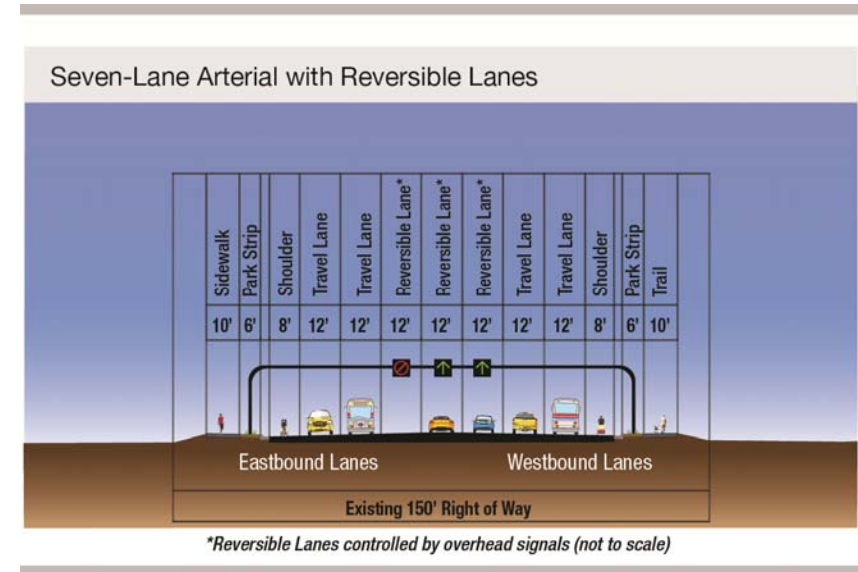 Seven-Lane Arterial with Reversible Lanes
Sidewalk
Park Strip
Shoulder
Travel Lane
Travel Lane
Reversible Lane*
Reversible Lane*
Reversible Lane*
Travel Lane
Travel Lane
Shoulder
Park Strip
Trail
10' 6' 8' 12' 12' 12' 12' 12' 12' 12' 8' 6' 10'
Eastbound Lanes Westbound Lanes
Existing 150' Right of Way
*Reversible Lanes controlled by overhead signals (not to scale)